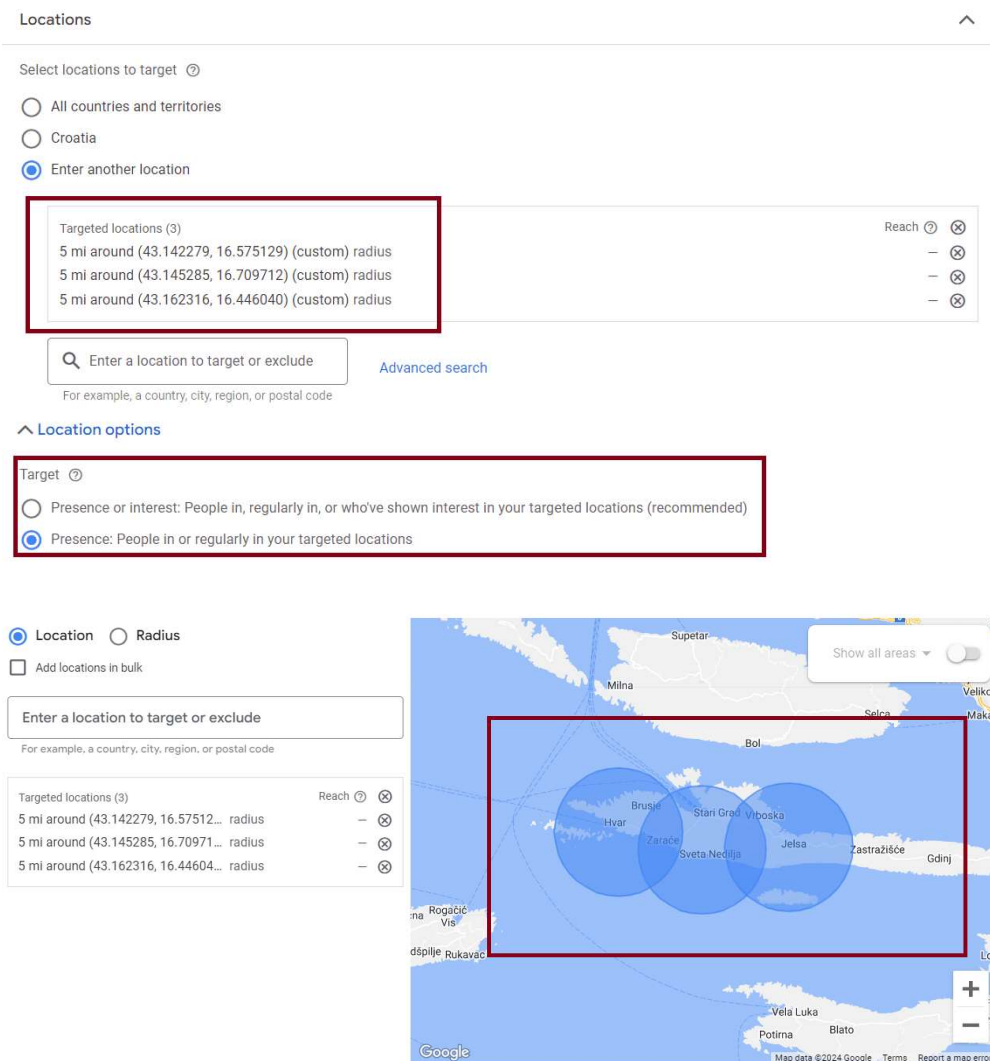 Locations
Select locations to target
All countries and territories
Croatia
Enter another location
Targeted locations (3) Reach
5 mi around (43.142279, 16.575129) (custom) radius –
5 mi around (43.145285, 16.709712) (custom) radius –
5 mi around (43.162316, 16.446040) (custom) radius –
Enter a location to target or exclude Advanced search
For example, a country, city, region, or postal code
Location options
Target
Presence or interest: People in, regularly in, or who've shown interest in your targeted locations (recommended)
Presence: People in or regularly in your targeted locations
Location Radius
Add locations in bulk
Enter a location to target or exclude
For example, a country, city, region, or postal code
Targeted locations (3) Reach
5 mi around (43.142279, 16.57512... radius –
5 mi around (43.145285, 16.70971... radius –
5 mi around (43.162316, 16.44604... radius –
Show all areas
Supetar
Milna
Veliko
Selca
Maka
Bol
Brusje
Stari Grad
Vrboska
Hvar
Zaraće
Jelsa
Sveta Nedilja
Zastražišće
Gdinj
na Rogačić
Vis
dšpilje Rukavac
Lo
Vela Luka
Potirna
Blato
Google
Map data ©2024 Google Terms Report a map erro